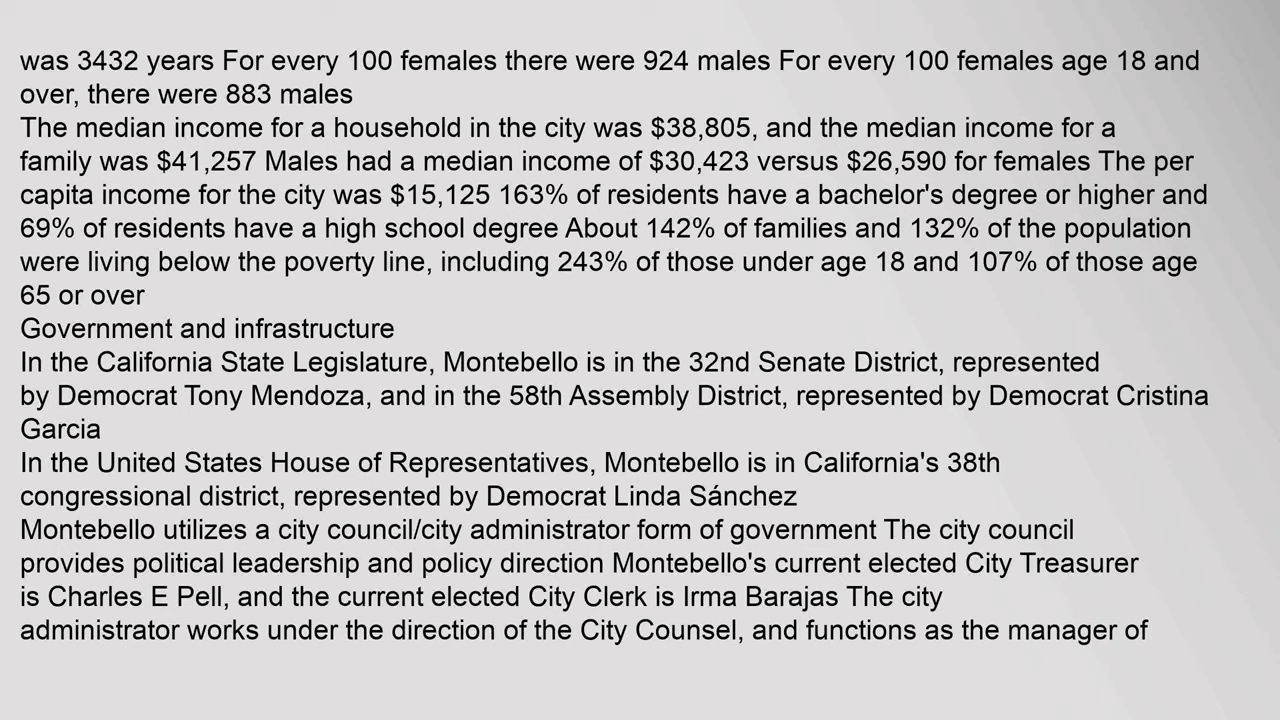 was 3432 years For every 100 females there were 924 males For every 100 females age 18 and
over, there were 883 males
The median income for a household in the city was $38,805, and the median income for a
family was $41,257 Males had a median income of $30,423 versus $26,590 for females The per
capita income for the city was $15,125 163% of residents have a bachelor's degree or higher and
69% of residents have a high school degree About 142% of families and 132% of the population
were living below the poverty line, including 243% of those under age 18 and 107% of those age
65 or over
Government and infrastructure
In the California State Legislature, Montebello is in the 32nd Senate District, represented
by Democrat Tony Mendoza, and in the 58th Assembly District, represented by Democrat Cristina
Garcia
In the United States House of Representatives, Montebello is in California's 38th
congressional district, represented by Democrat Linda Sánchez
Montebello utilizes a city council/city administrator form of government The city council
provides political leadership and policy direction Montebello's current elected City Treasurer
is Charles E Pell, and the current elected City Clerk is Irma Barajas The city
administrator works under the direction of the City Counsel, and functions as the manager of